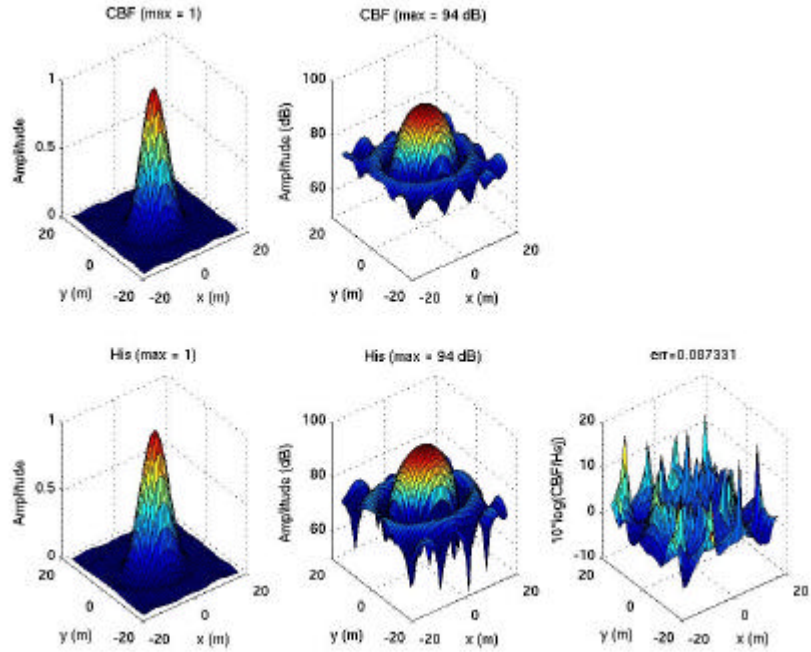 CBF (max = 1)
CBF (max = 94 dB)
1
0.5
0
Amplitude
20
0
-20
y (m)
-20
0
20
x (m)
100
80
60
Amplitude (dB)
20
0
-20
y (m)
-20
0
20
x (m)
His (max = 1)
His (max = 94 dB)
err=0.087331
1
0.5
0
Amplitude
20
0
-20
y (m)
-20
0
20
x (m)
100
80
60
Amplitude (dB)
20
0
-20
y (m)
-20
0
20
x (m)
20
10
0
-10
10*log(CBF/His)
20
0
-20
y (m)
-20
0
20
x (m)